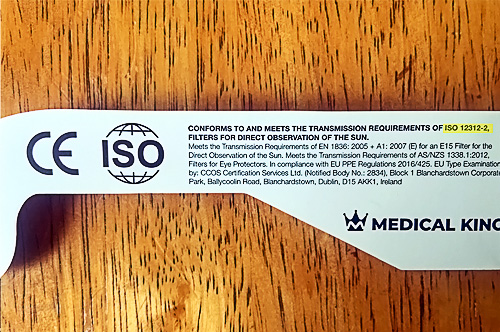 CE
ISO
CONFORMS TO AND MEETS THE TRANSMISSION REQUIREMENTS OF ISO 12312-2,
FILTERS FOR DIRECT OBSERVATION OF THE SUN.
Meets the Transmission Requirements of EN 1836: 2005 + A1: 2007 (E) for an E15 Filter for the
Direct Observation of the Sun. Meets the Transmission Requirements of AS/NZS 1338.1:2012,
Filters for Eye Protectors. In compliance with EU PPE Regulations 2016/425. EU Type Examination
by: CCQS Certification Services Ltd. (Notified Body No.: 2834), Block 1 Blanchardstown Corporate
Park, Ballycoolin Road, Blanchardstown, Dublin, D15 AKK1, Ireland
MEDICAL KING